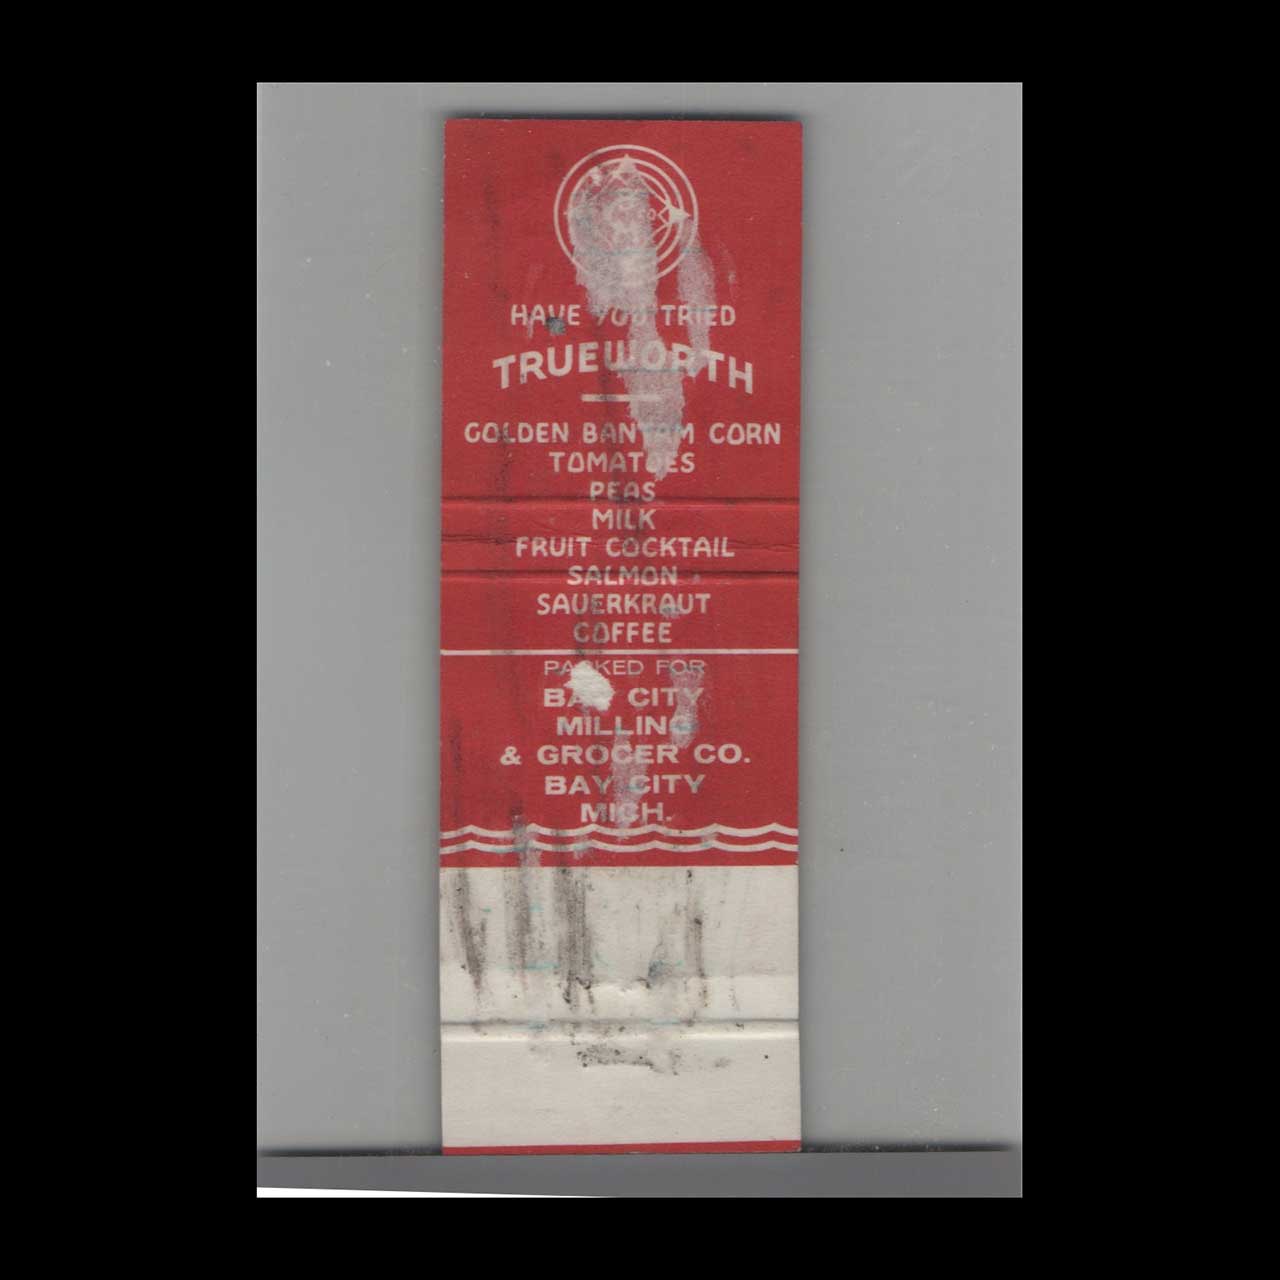 HAVE YOU TRIED
TRUEWORTH
GOLDEN BANTAM CORN
TOMATOES
PEAS
MILK
FRUIT COCKTAIL
SALMON
SAUERKRAUT
COFFEE
PACKED FOR
BAY CITY
MILLING
& GROCER CO.
BAY CITY
MICH.